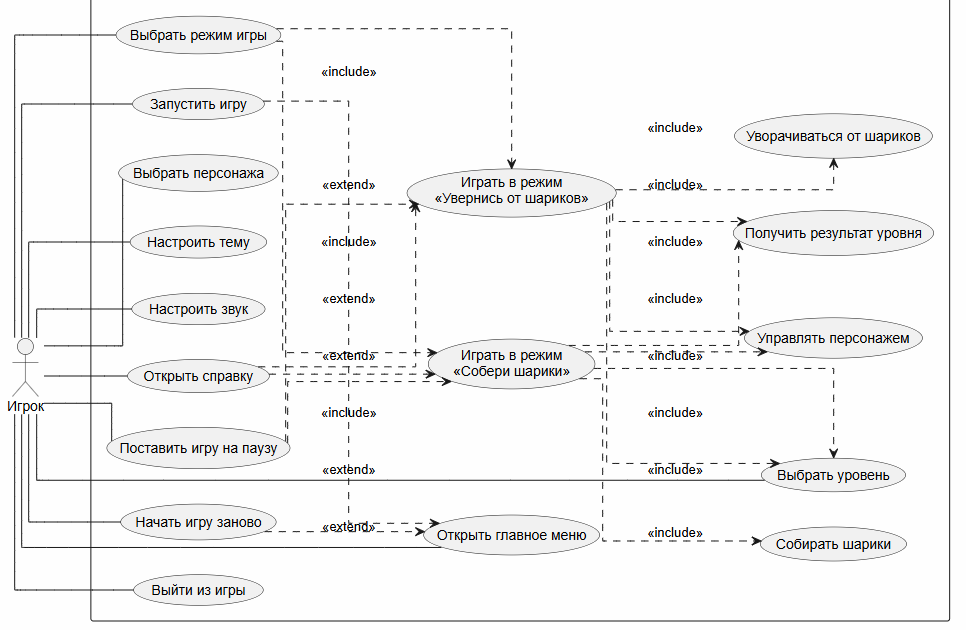 Выбрать режим игры
«include»
Запустить игру
«include»
Уворачиваться от шариков
Выбрать персонажа
Играть в режим
«Увернись от шариков»
«extend»
«include»
Настроить тему
«include»
«include»
Получить результат уровня
Настроить звук
«extend»
«include»
Управлять персонажем
Игрок
Открыть справку
«extend»
Играть в режим
«Собери шарики»
«include»
Поставить игру на паузу
«include»
«include»
«extend»
«include»
Выбрать уровень
Начать игру заново
«extend»
Открыть главное меню
«include»
Собирать шарики
Выйти из игры